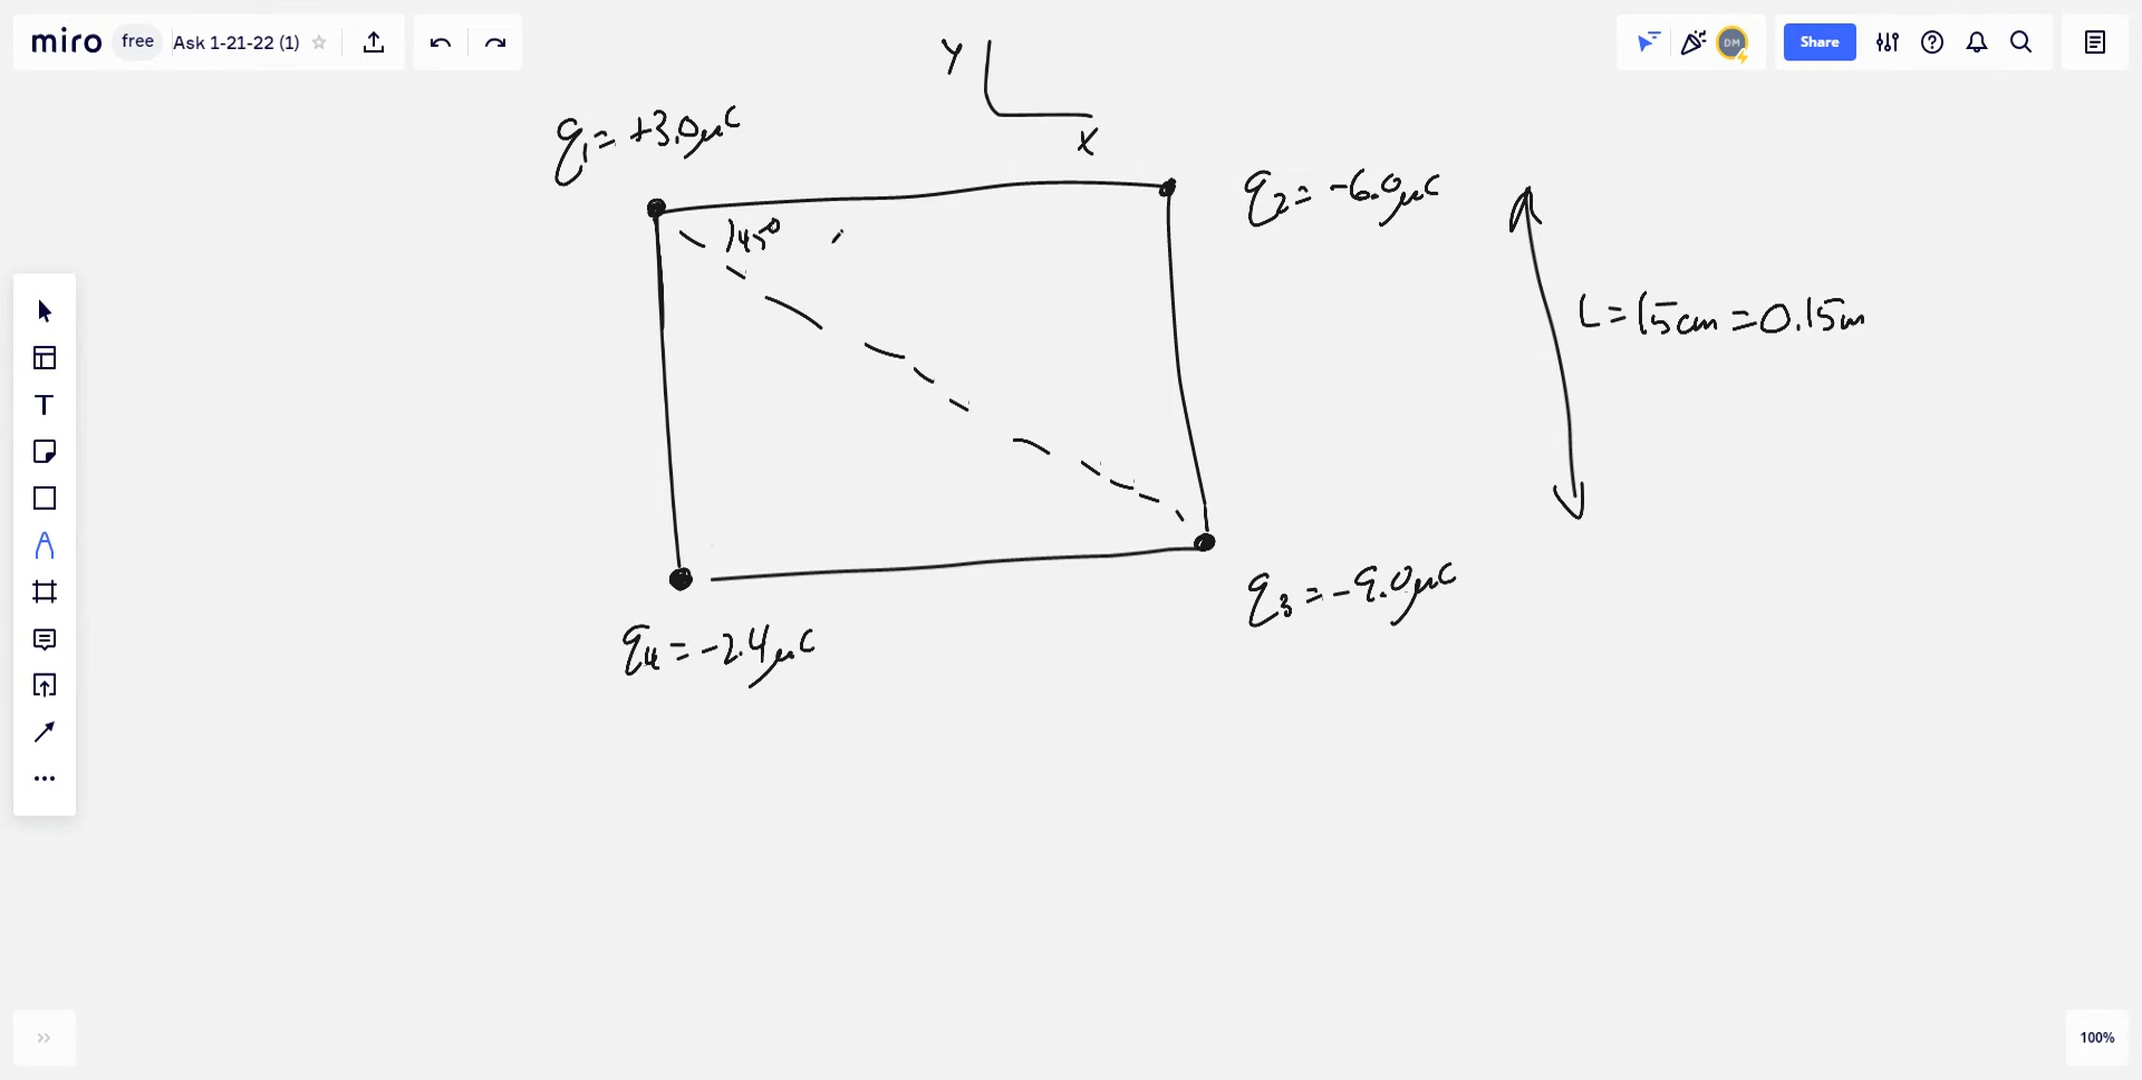 miro free Ask 1-21-22 (1)
DM
Share
Y
X
q1 = +3.0μC
q2 = -6.0μC
45°
L = 15cm = 0.15m
T
q3 = -9.0μC
q4 = -2.4μC
100%